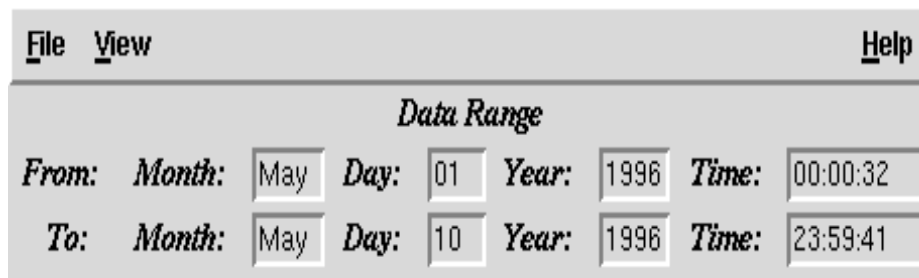 File View Help
Data Range
From: Month: May Day: 01 Year: 1996 Time: 00:00:32
To: Month: May Day: 10 Year: 1996 Time: 23:59:41